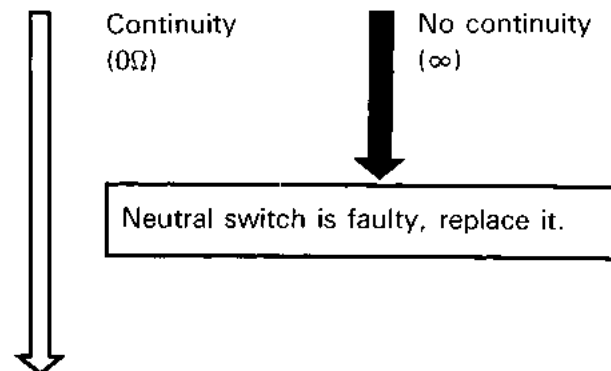 Continuity
(0Ω)
No continuity
(∞)
Neutral switch is faulty, replace it.